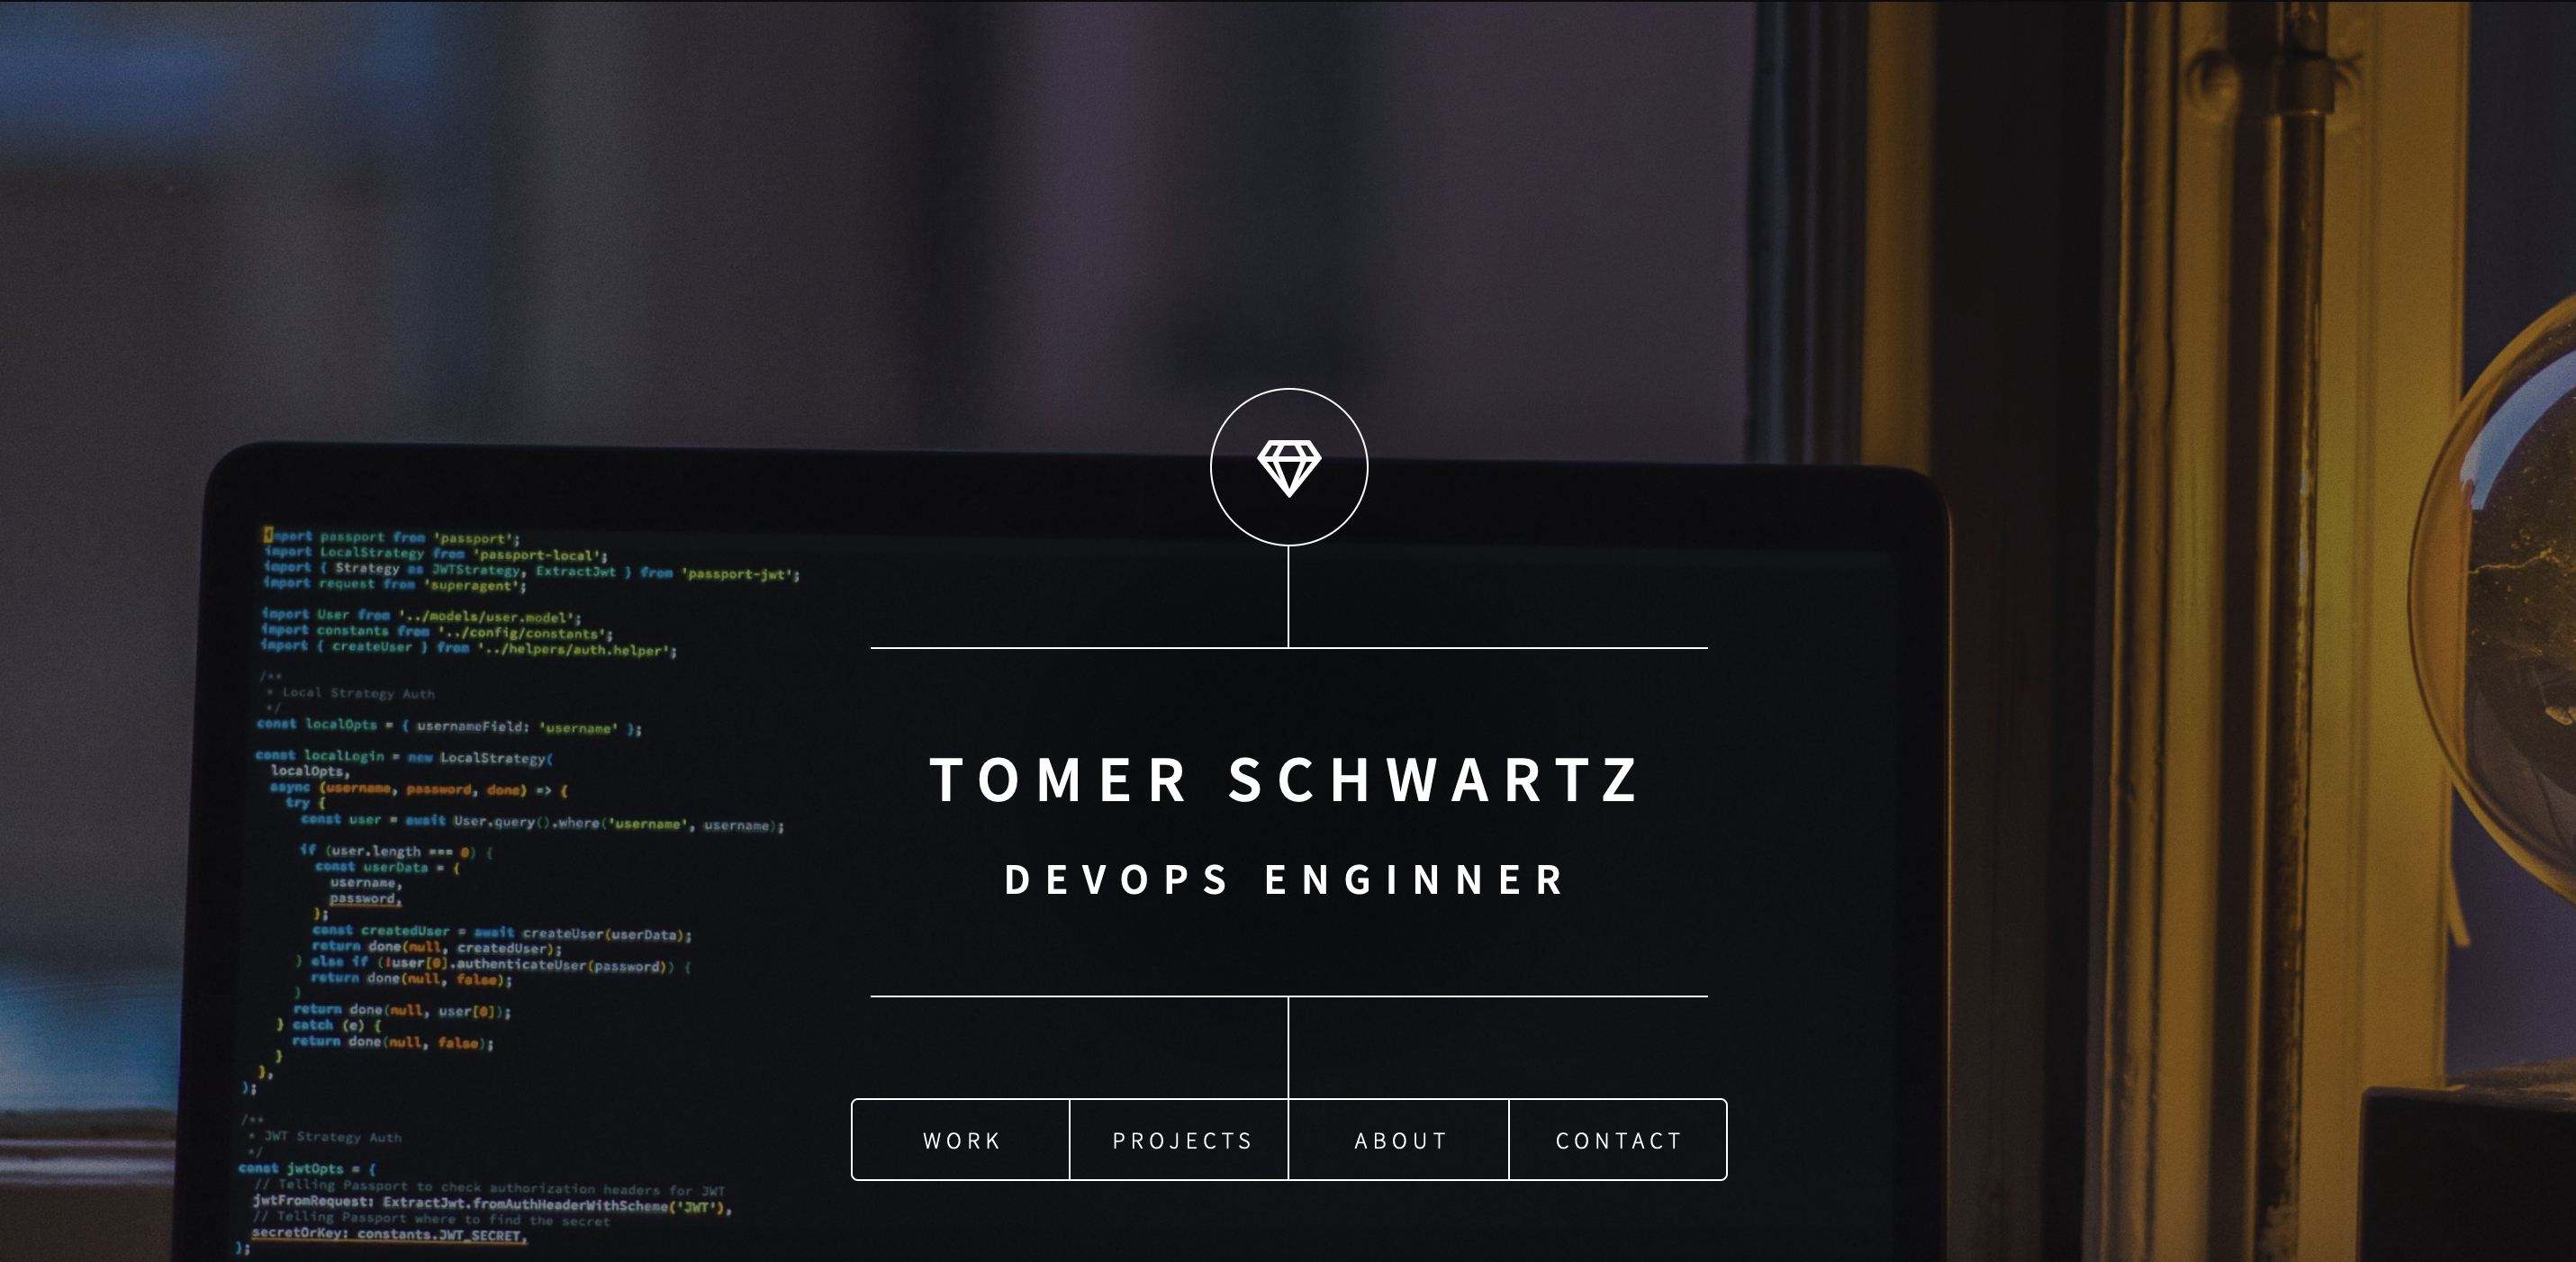 import passport from 'passport';
import LocalStrategy from 'passport-local';
import { Strategy as JWTStrategy, ExtractJwt } from 'passport-jwt';
import request from 'superagent';
import User from '../models/user.model';
import constants from '../config/constants';
import { createUser } from '../helpers/auth.helper';
/**
* Local Strategy Auth
*/
const localOpts = { usernameField: 'username' };
const localLogin = new LocalStrategy(
localOpts,
async (username, password, done) => {
try {
const user = await User.query().where('username', username);
if (user.length === 0) {
const userData = {
username,
password,
};
const createdUser = await createUser(userData);
return done(null, createdUser);
} else if (!user[0].authenticateUser(password)) {
return done(null, false);
}
return done(null, user[0]);
} catch (e) {
return done(null, false);
}
},
);
/**
* JWT Strategy Auth
*/
const jwtOpts = {
// Telling Passport to check authorization headers for JWT
jwtFromRequest: ExtractJwt.fromAuthHeaderWithScheme('JWT'),
// Telling Passport where to find the secret
secretOrKey: constants.JWT_SECRET,
};
TOMER SCHWARTZ
DEVOPS ENGINNER
WORK PROJECTS ABOUT CONTACT